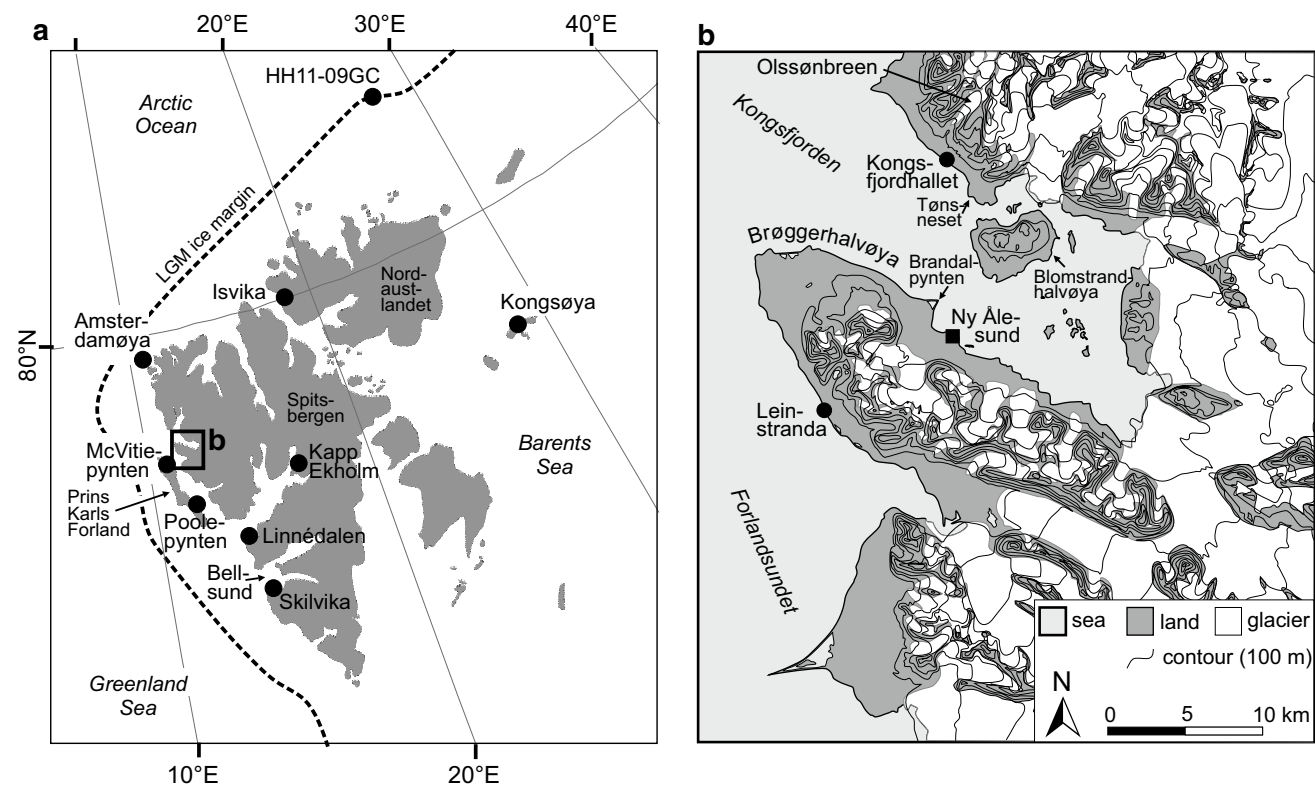 a
20°E
30°E
40°E
HH11-09GC
Arctic
Ocean
LGM ice margin
Isvika
Nord-
aust-
landet
Kongsøya
Amster-
damøya
80°N
Spits-
bergen
b
McVitie-
pynten
Kapp
Ekholm
Barents
Sea
Prins
Karls
Forland
Poole-
pynten
Linnédalen
Bell-
sund
Skilvika
Greenland
Sea
10°E
20°E
b
Olssønbreen
Kongsfjorden
Kongs-
fjordhallet
Tøns-
neset
Brøggerhalvøya
Brandal-
pynten
Blomstrand-
halvøya
Ny Åle-
sund
Lein-
stranda
Forlandsundet
sea
land
glacier
contour (100 m)
N
0 5 10 km